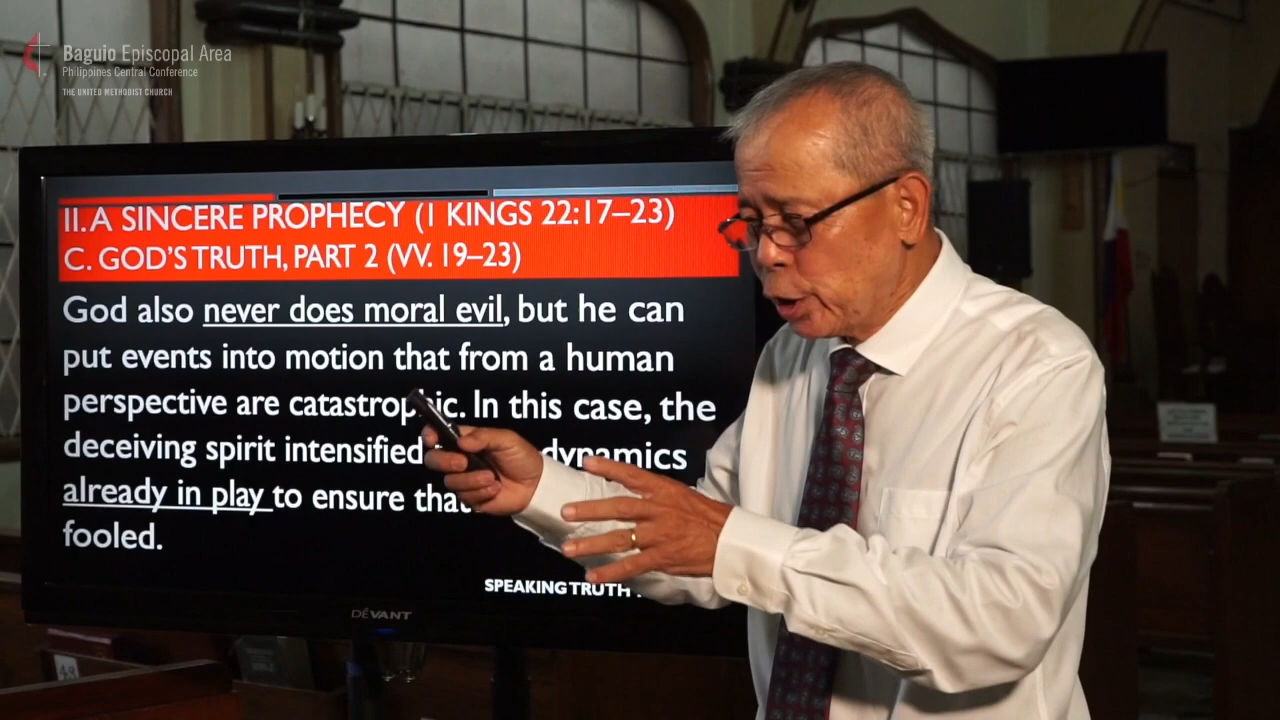 Baguio Episcopal Area
Philippines Central Conference
THE UNITED METHODIST CHURCH
II. A SINCERE PROPHECY (1 KINGS 22:17–23)
C. GOD'S TRUTH, PART 2 (VV. 19–23)
God also never does moral evil, but he can
put events into motion that from a human
perspective are catastrophic. In this case, the
deceiving spirit intensified dynamics
already in play to ensure that
fooled.
SPEAKING TRUTH
DEVANT